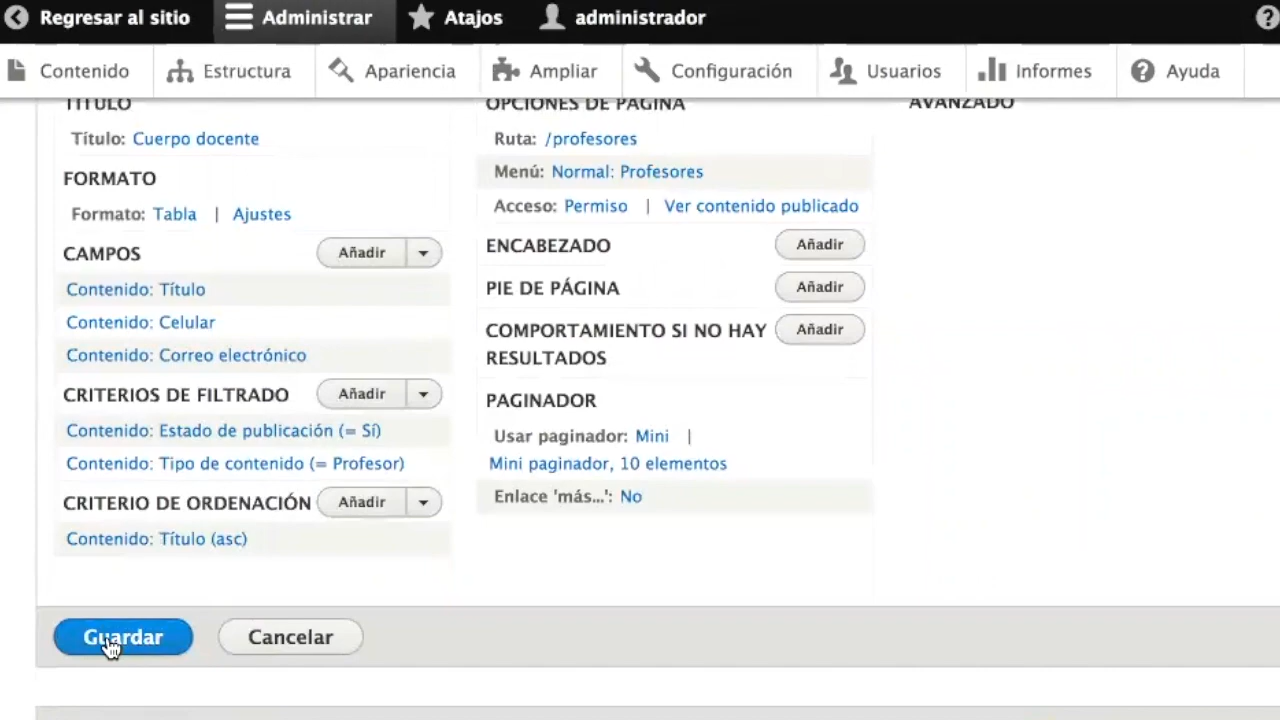 Regresar al sitio Administrar Atajos administrador
Contenido Estructura Apariencia Ampliar Configuración Usuarios Informes Ayuda
TÍTULO
Título: Cuerpo docente
FORMATO
Formato: Tabla | Ajustes
CAMPOS Añadir
Contenido: Título
Contenido: Celular
Contenido: Correo electrónico
CRITERIOS DE FILTRADO Añadir
Contenido: Estado de publicación (= Sí)
Contenido: Tipo de contenido (= Profesor)
CRITERIO DE ORDENACIÓN Añadir
Contenido: Título (asc)
OPCIONES DE PÁGINA
Ruta: /profesores
Menú: Normal: Profesores
Acceso: Permiso | Ver contenido publicado
ENCABEZADO Añadir
PIE DE PÁGINA Añadir
COMPORTAMIENTO SI NO HAY Añadir
RESULTADOS
PAGINADOR
Usar paginador: Mini |
Mini paginador, 10 elementos
Enlace 'más...': No
AVANZADO
Guardar Cancelar